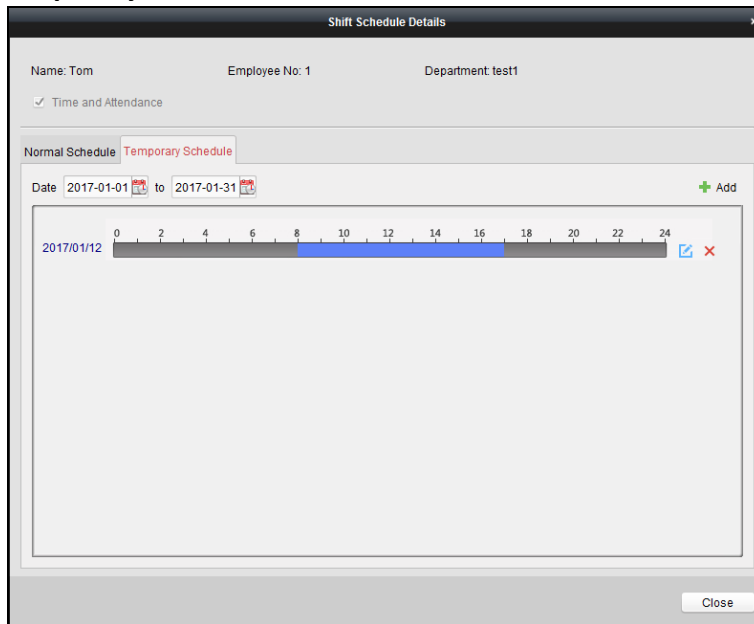 Shift Schedule Details
Name: Tom Employee No: 1 Department: test1
Time and Attendance
Normal Schedule Temporary Schedule
Date 2017-01-01 to 2017-01-31 Add
0 2 4 6 8 10 12 14 16 18 20 22 24
2017/01/12
Close